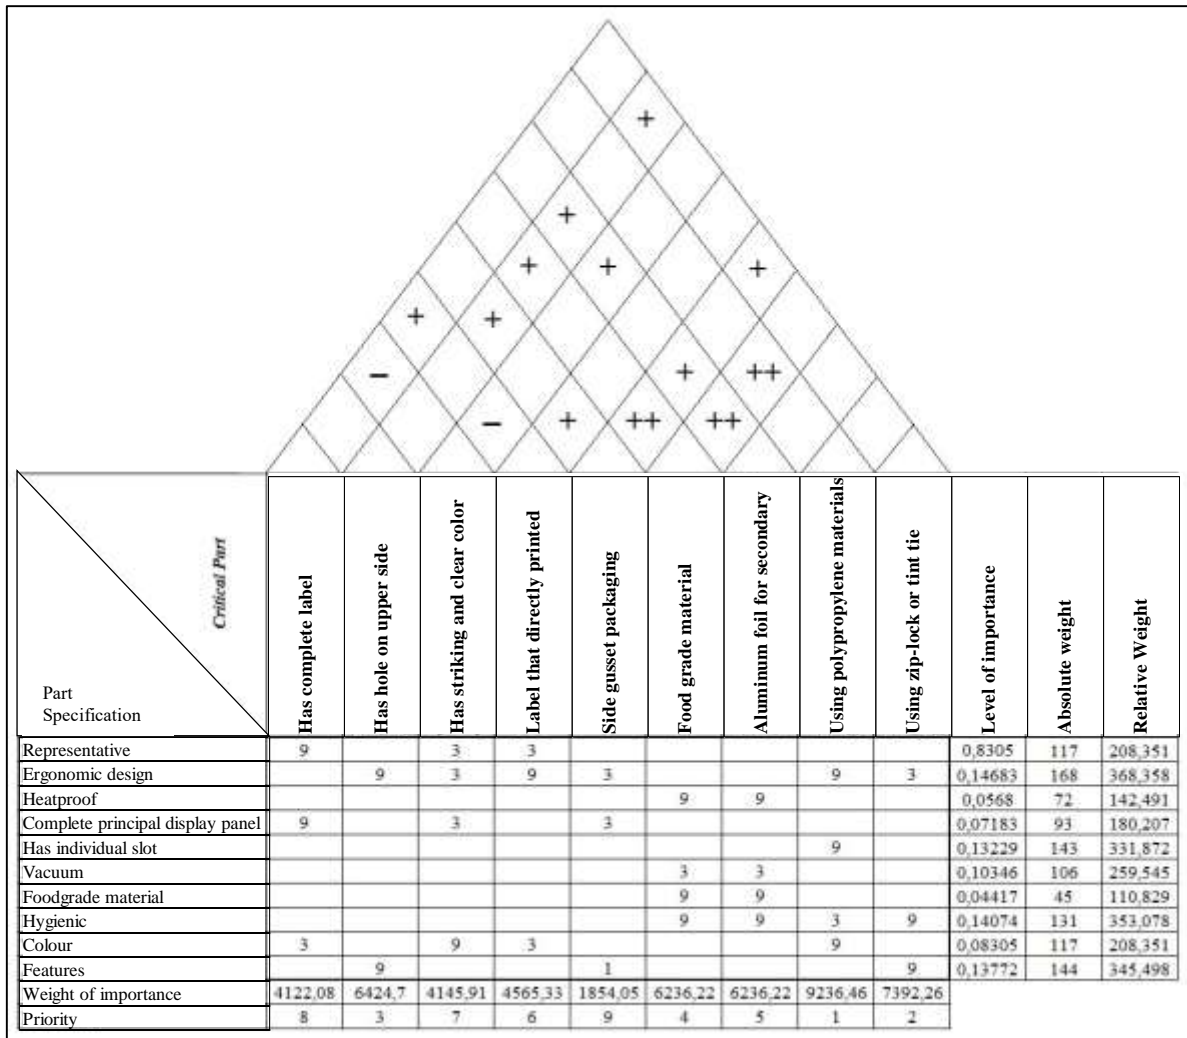 +
+
+ + +
+ +
− + ++
− + ++ ++
Critical Part
Part
Specification
Has complete label
Has hole on upper side
Has striking and clear color
Label that directly printed
Side gusset packaging
Food grade material
Aluminum foil for secondary
Using polypropylene materials
Using zip-lock or tint tie
Level of importance
Absolute weight
Relative Weight
Representative 9 3 3 0,8305 117 208,351
Ergonomic design 9 3 9 3 9 3 0,14683 168 368,358
Heatproof 9 9 0,0568 72 142,491
Complete principal display panel 9 3 3 0,07183 93 180,207
Has individual slot 9 0,13229 143 331,872
Vacuum 3 3 0,10346 106 259,545
Foodgrade material 9 9 0,04417 45 110,829
Hygienic 9 9 3 9 0,14074 131 353,078
Colour 3 9 3 9 0,08305 117 208,351
Features 9 1 9 0,13772 144 345,498
Weight of importance 4122,08 6424,7 4145,91 4565,33 1854,05 6236,22 6236,22 9236,46 7392,26
Priority 8 3 7 6 9 4 5 1 2